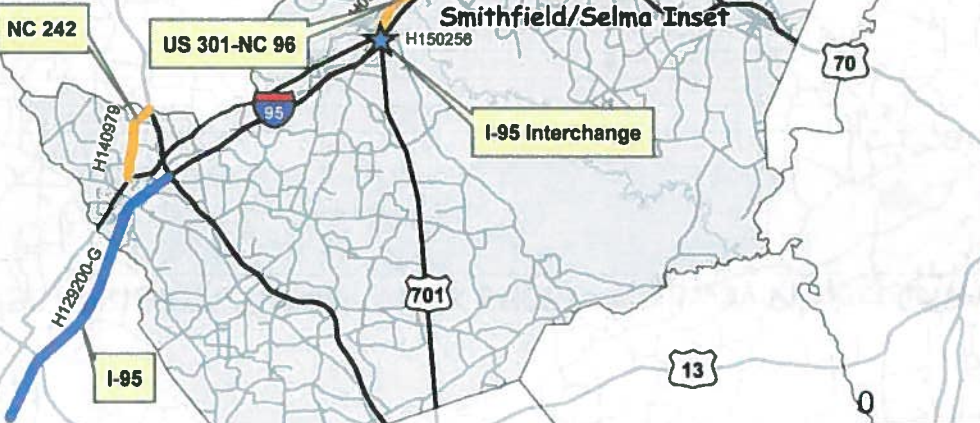 Smithfield/Selma Inset
NC 242
US 301-NC 96
H150256
70
95
I-95 Interchange
H140979
H129200-G
701
I-95
13
0